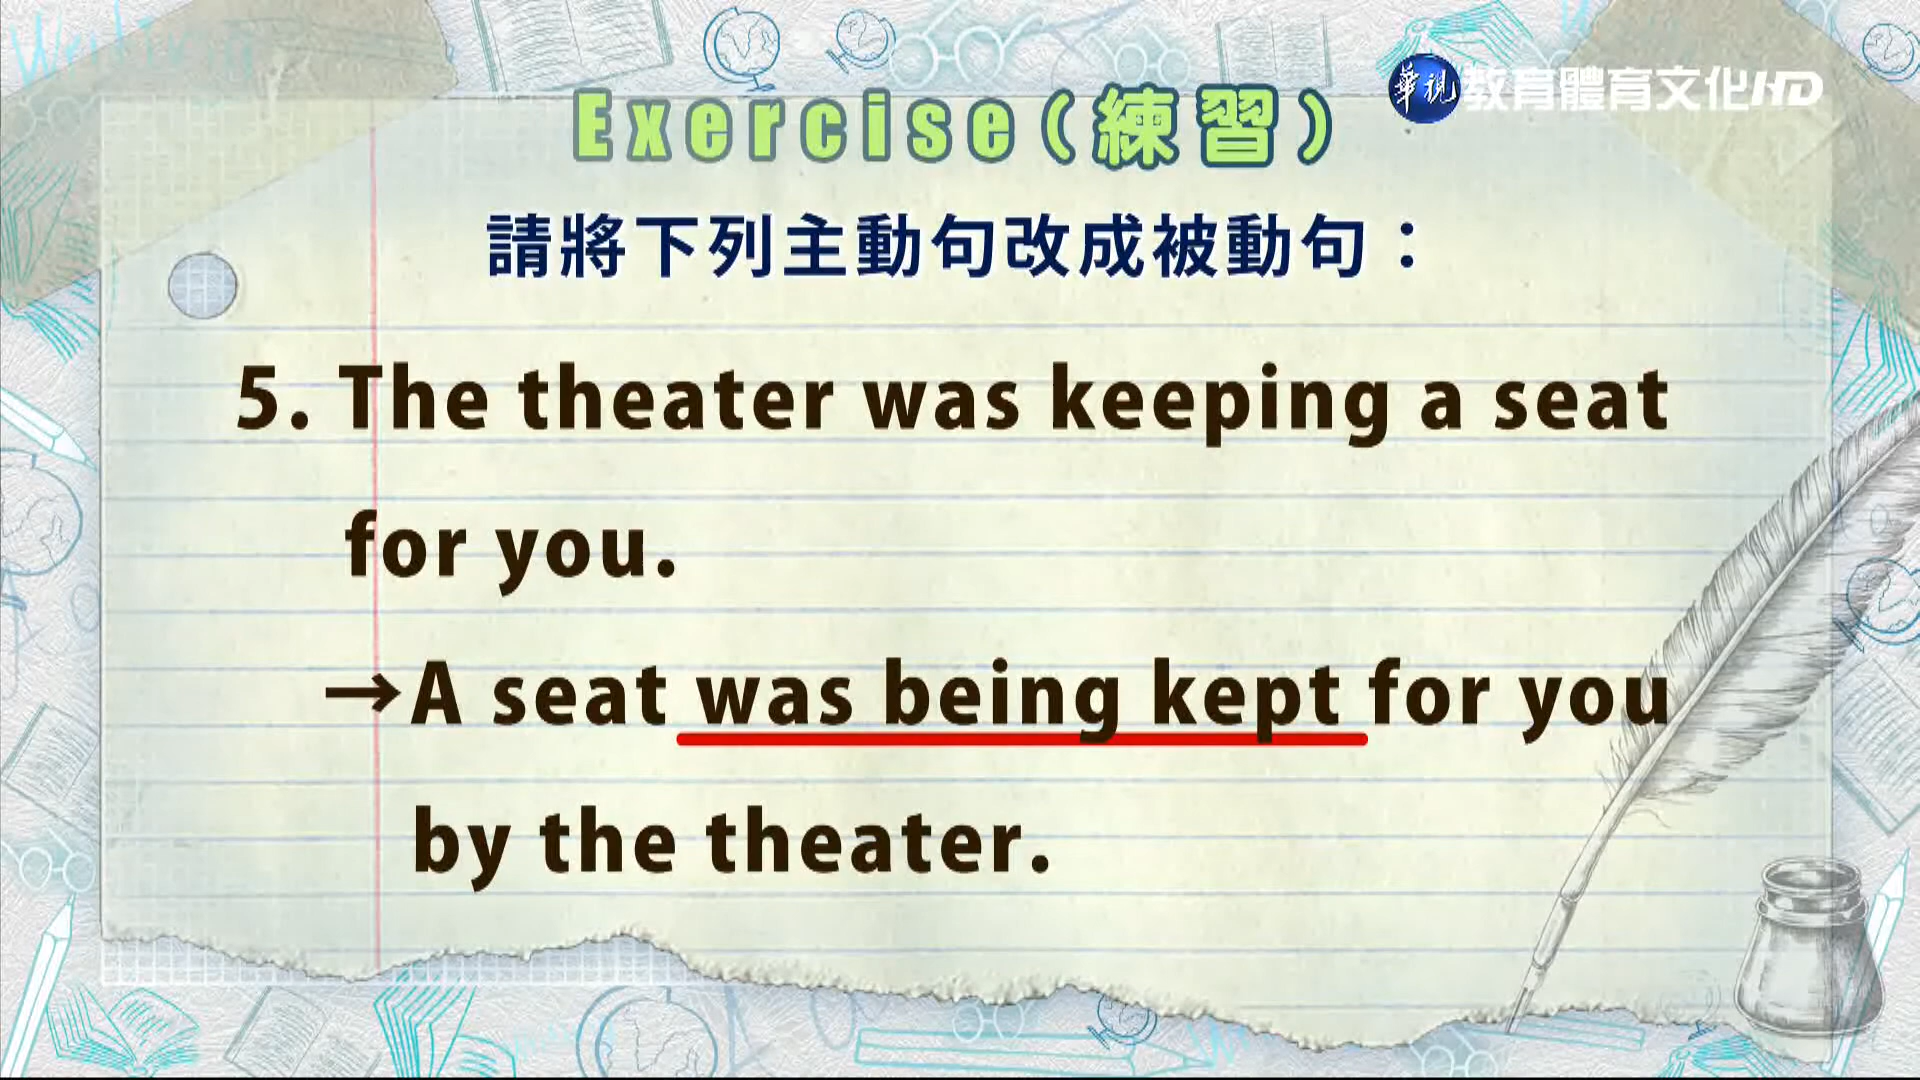 華視 教育體育文化HD
Exercise(練習)
請將下列主動句改成被動句：
5. The theater was keeping a seat
for you.
→A seat was being kept for you
by the theater.